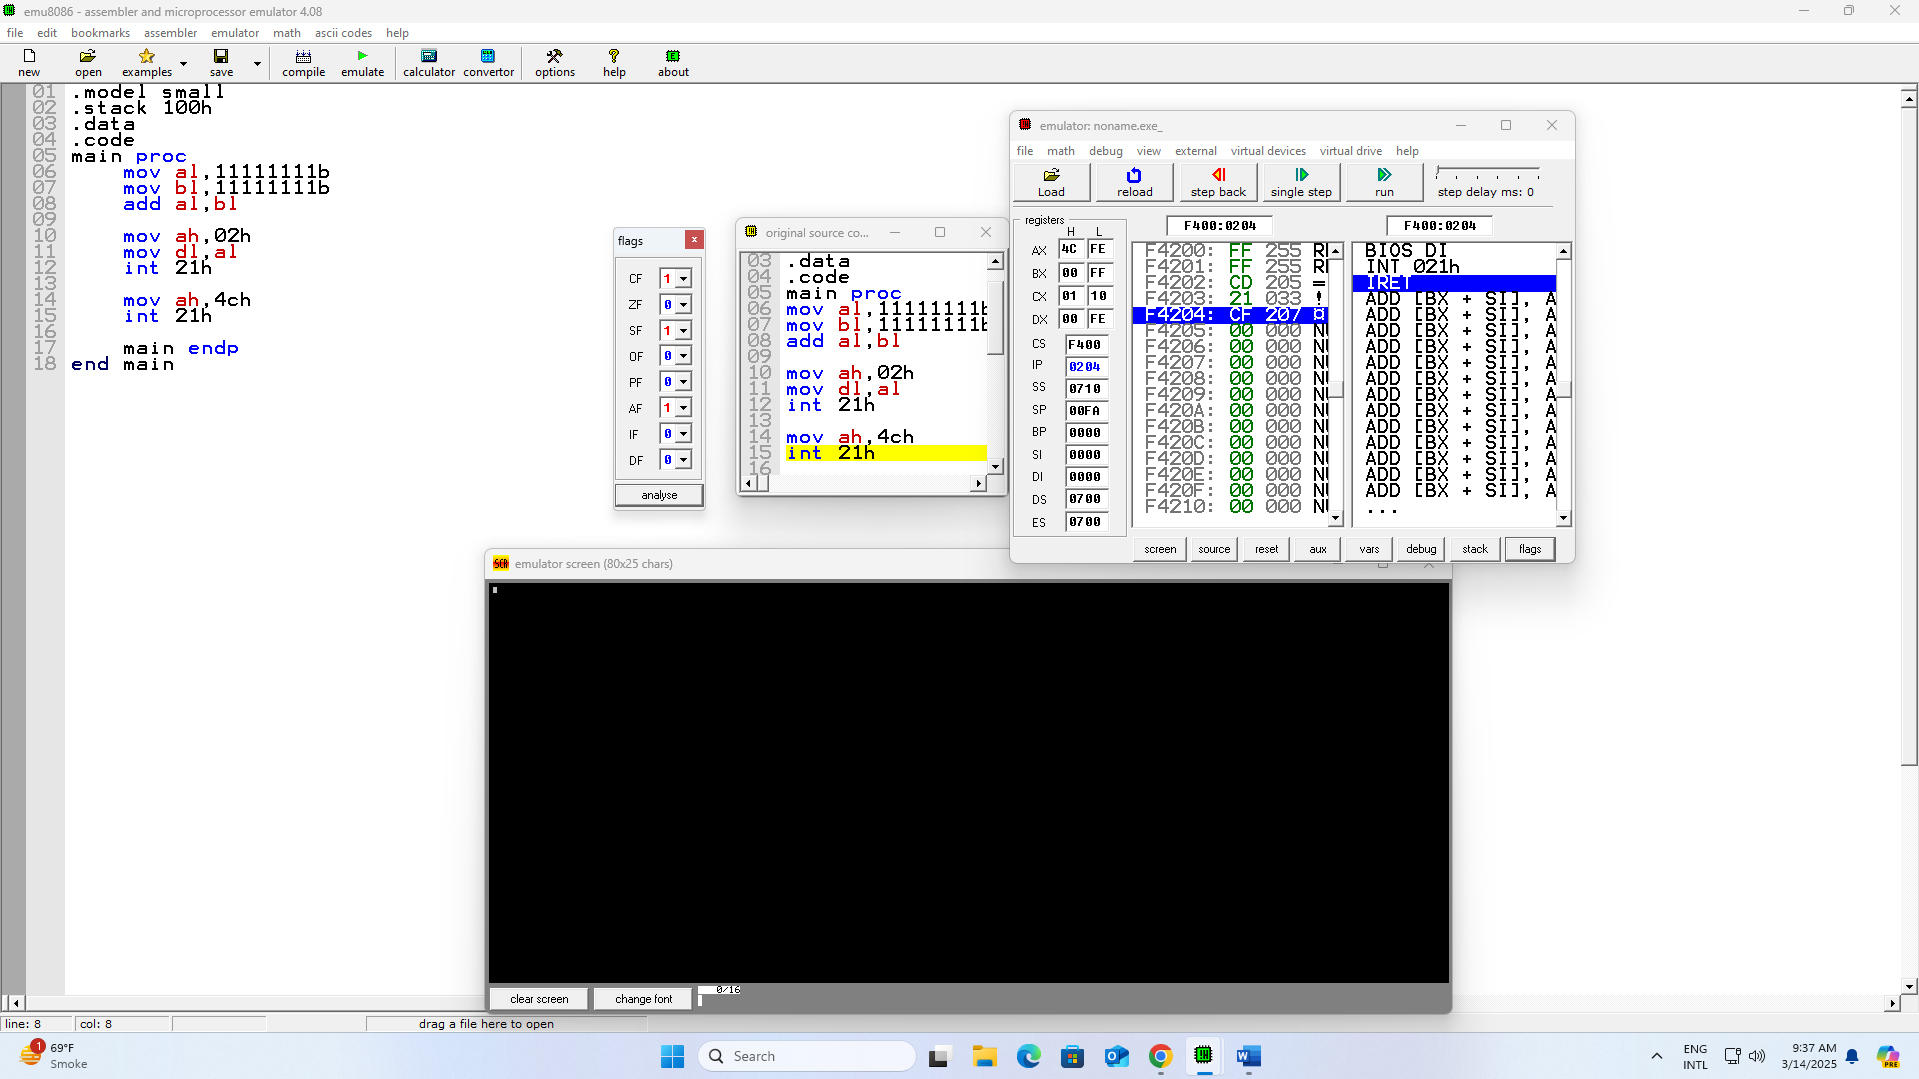 emu8086 - assembler and microprocessor emulator 4.08
file edit bookmarks assembler emulator math ascii codes help
new open examples save compile emulate calculator convertor options help about
01 .model small
02 .stack 100h
03 .data
04 .code
05 main proc
06 mov al,11111111b
07 mov bl,11111111b
08 add al,bl
09
10 mov ah,02h
11 mov dl,al
12 int 21h
13
14 mov ah,4ch
15 int 21h
16
17 main endp
18 end main
flags
CF 1
ZF 0
SF 1
OF 0
PF 0
AF 1
IF 0
DF 0
analyse
original source co...
03 .data
04 .code
05 main proc
06 mov al,11111111b
07 mov bl,11111111b
08 add al,bl
09
10 mov ah,02h
11 mov dl,al
12 int 21h
13
14 mov ah,4ch
15 int 21h
16
emulator: noname.exe_
file math debug view external virtual devices virtual drive help
Load reload step back single step run step delay ms: 0
registers F400:0204 F400:0204
H L
AX 4C FE
BX 00 FF
CX 01 10
DX 00 FE
CS F400
IP 0204
SS 0710
SP 00FA
BP 0000
SI 0000
DI 0000
DS 0700
ES 0700
F4200: FF 255
F4201: FF 255
F4202: CD 205 =
F4203: 21 033 !
F4204: CF 207 ¤
F4205: 00 000
F4206: 00 000
F4207: 00 000
F4208: 00 000
F4209: 00 000
F420A: 00 000
F420B: 00 000
F420C: 00 000
F420D: 00 000
F420E: 00 000
F420F: 00 000
F4210: 00 000
BIOS DI
INT 021h
IRET
ADD [BX + SI], A
ADD [BX + SI], A
ADD [BX + SI], A
ADD [BX + SI], A
ADD [BX + SI], A
ADD [BX + SI], A
ADD [BX + SI], A
ADD [BX + SI], A
ADD [BX + SI], A
ADD [BX + SI], A
ADD [BX + SI], A
ADD [BX + SI], A
ADD [BX + SI], A
...
screen source reset aux vars debug stack flags
emulator screen (80x25 chars)
clear screen change font 0/16
line: 8 col: 8 drag a file here to open
1 69°F
Smoke
Search
ENG
INTL
9:37 AM
3/14/2025
PRE